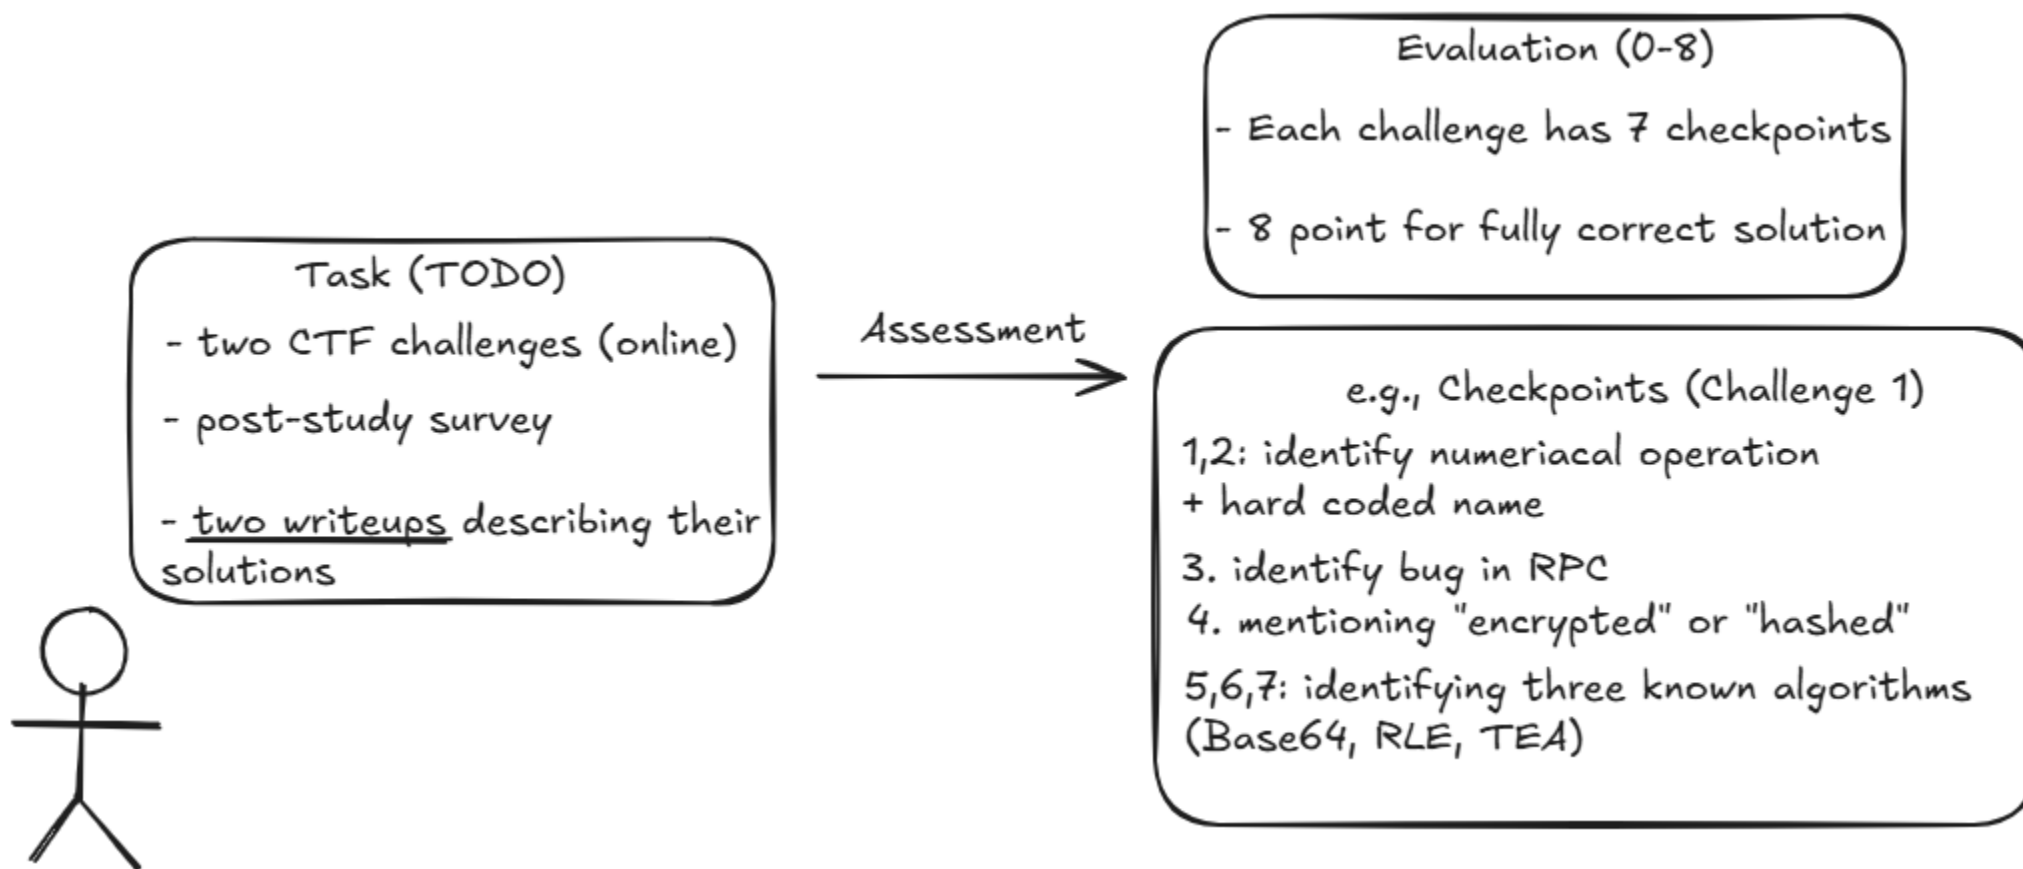 Task (TODO)
- two CTF challenges (online)
- post-study survey
- two writeups describing their
solutions
Assessment
Evaluation (0-8)
- Each challenge has 7 checkpoints
- 8 point for fully correct solution
e.g., Checkpoints (Challenge 1)
1,2: identify numeriacal operation
+ hard coded name
3. identify bug in RPC
4. mentioning "encrypted" or "hashed"
5,6,7: identifying three known algorithms
(Base64, RLE, TEA)